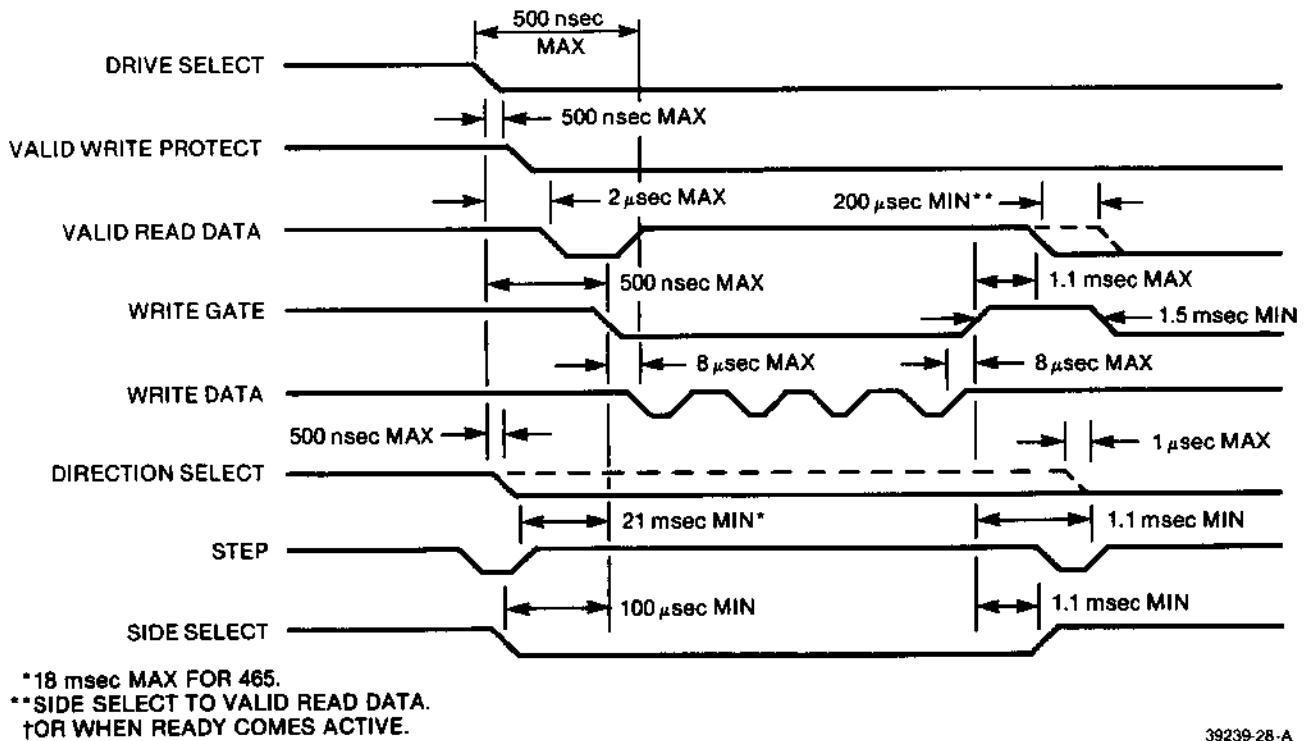 500 nsec
MAX
DRIVE SELECT
500 nsec MAX
VALID WRITE PROTECT
2 μsec MAX
200 μsec MIN**
VALID READ DATA
500 nsec MAX
1.1 msec MAX
WRITE GATE
1.5 msec MIN
8 μsec MAX
8 μsec MAX
WRITE DATA
500 nsec MAX
1 μsec MAX
DIRECTION SELECT
21 msec MIN*
1.1 msec MIN
STEP
100 μsec MIN
1.1 msec MIN
SIDE SELECT
*18 msec MAX FOR 465.
**SIDE SELECT TO VALID READ DATA.
†OR WHEN READY COMES ACTIVE.
39239-28-A